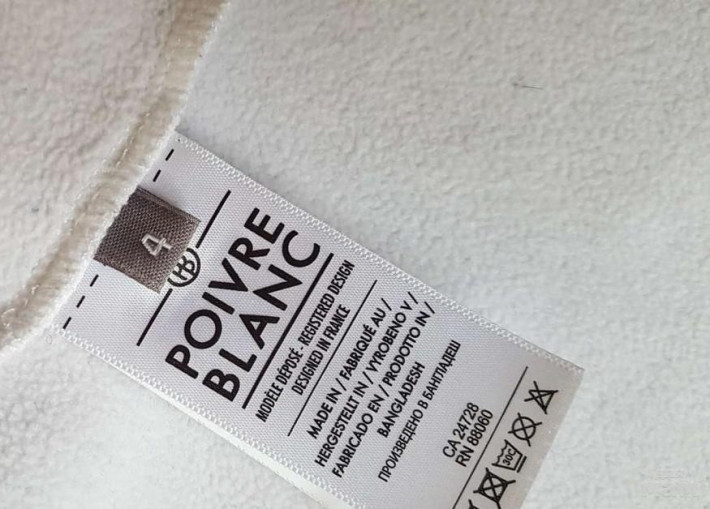 4
POIVRE
BLANC
MODÈLE DÉPOSÉ - REGISTERED DESIGN
DESIGNED IN FRANCE
MADE IN / FABRIQUÉ AU /
HERGESTELLT IN / VYROBENO V /
FABRICADO EN / PRODOTTO IN /
BANGLADESH
ПРОИЗВЕДЕНО В БАНГЛАДЕШ
CA 24728
RN 88060
30C